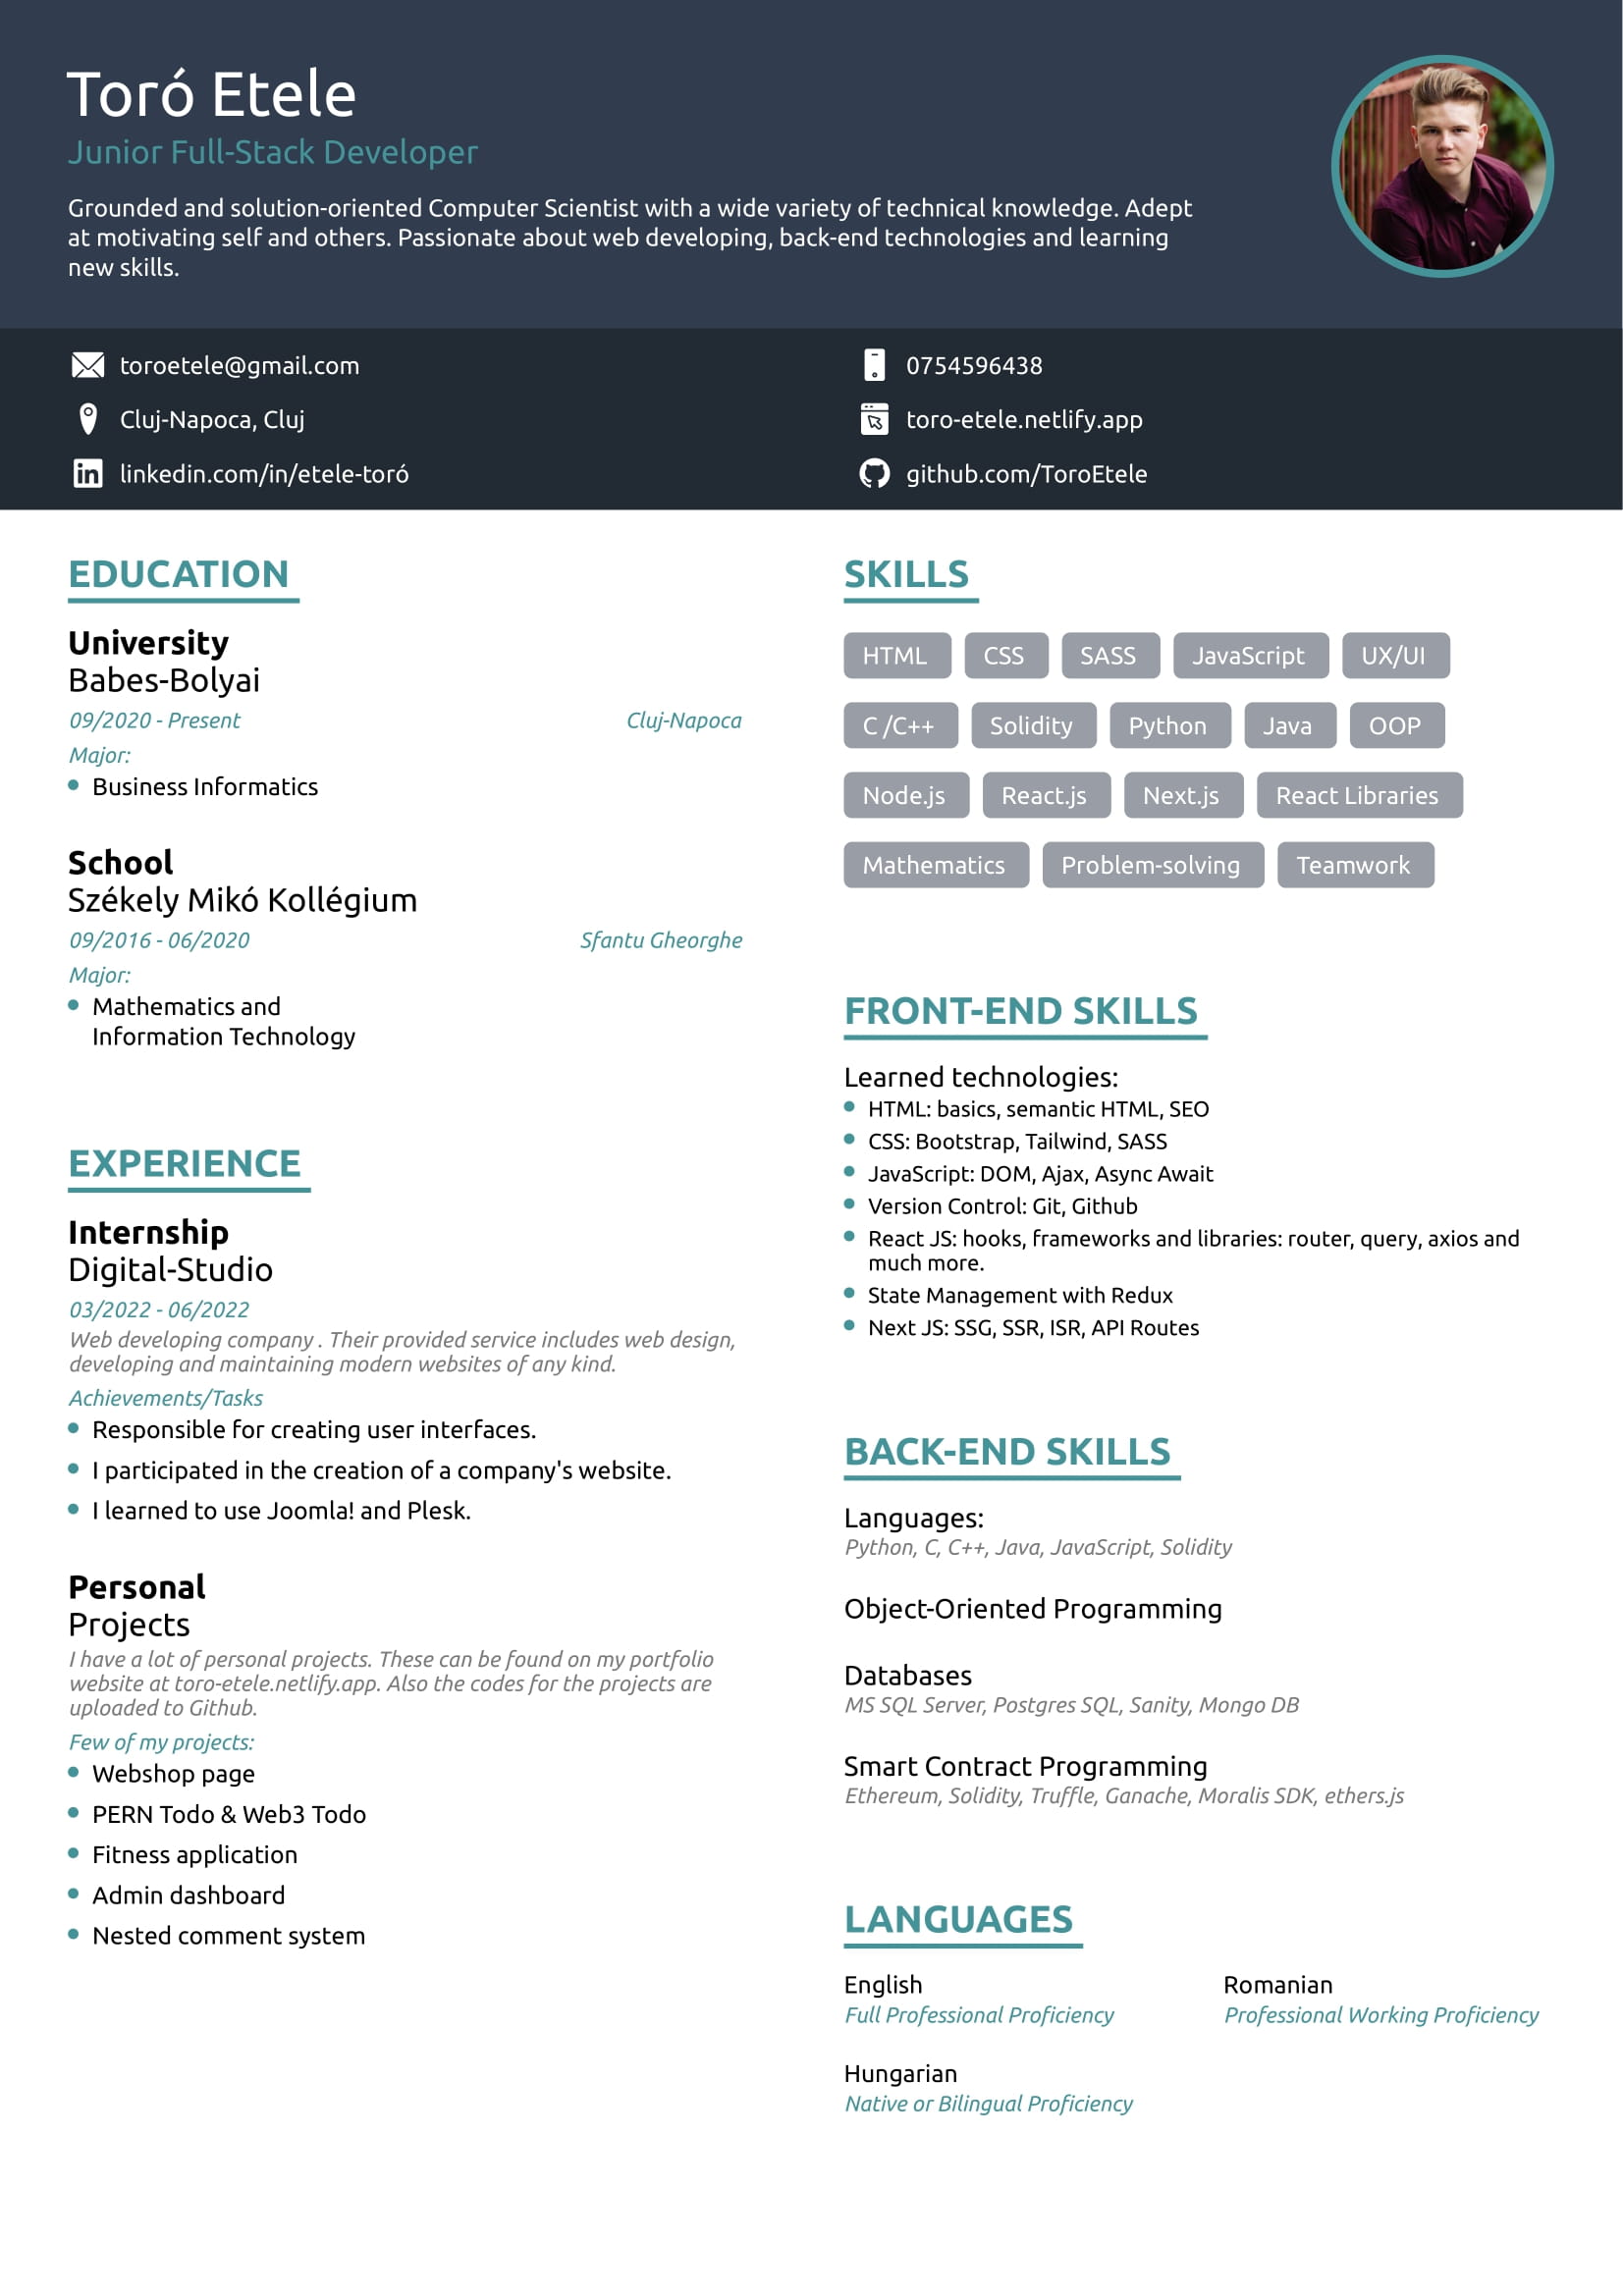 Toró Etele
Junior Full-Stack Developer
Grounded and solution-oriented Computer Scientist with a wide variety of technical knowledge. Adept
at motivating self and others. Passionate about web developing, back-end technologies and learning
new skills.
toroetele@gmail.com
0754596438
Cluj-Napoca, Cluj
toro-etele.netlify.app
linkedin.com/in/etele-toró
github.com/ToroEtele
EDUCATION
University
Babes-Bolyai
09/2020 - Present Cluj-Napoca
Major:
Business Informatics
School
Székely Mikó Kollégium
09/2016 - 06/2020 Sfantu Gheorghe
Major:
Mathematics and
Information Technology
EXPERIENCE
Internship
Digital-Studio
03/2022 - 06/2022
Web developing company . Their provided service includes web design,
developing and maintaining modern websites of any kind.
Achievements/Tasks
Responsible for creating user interfaces.
I participated in the creation of a company's website.
I learned to use Joomla! and Plesk.
Personal
Projects
I have a lot of personal projects. These can be found on my portfolio
website at toro-etele.netlify.app. Also the codes for the projects are
uploaded to Github.
Few of my projects:
Webshop page
PERN Todo & Web3 Todo
Fitness application
Admin dashboard
Nested comment system
SKILLS
HTML CSS SASS JavaScript UX/UI
C /C++ Solidity Python Java OOP
Node.js React.js Next.js React Libraries
Mathematics Problem-solving Teamwork
FRONT-END SKILLS
Learned technologies:
HTML: basics, semantic HTML, SEO
CSS: Bootstrap, Tailwind, SASS
JavaScript: DOM, Ajax, Async Await
Version Control: Git, Github
React JS: hooks, frameworks and libraries: router, query, axios and
much more.
State Management with Redux
Next JS: SSG, SSR, ISR, API Routes
BACK-END SKILLS
Languages:
Python, C, C++, Java, JavaScript, Solidity
Object-Oriented Programming
Databases
MS SQL Server, Postgres SQL, Sanity, Mongo DB
Smart Contract Programming
Ethereum, Solidity, Truffle, Ganache, Moralis SDK, ethers.js
LANGUAGES
English
Full Professional Proficiency
Romanian
Professional Working Proficiency
Hungarian
Native or Bilingual Proficiency